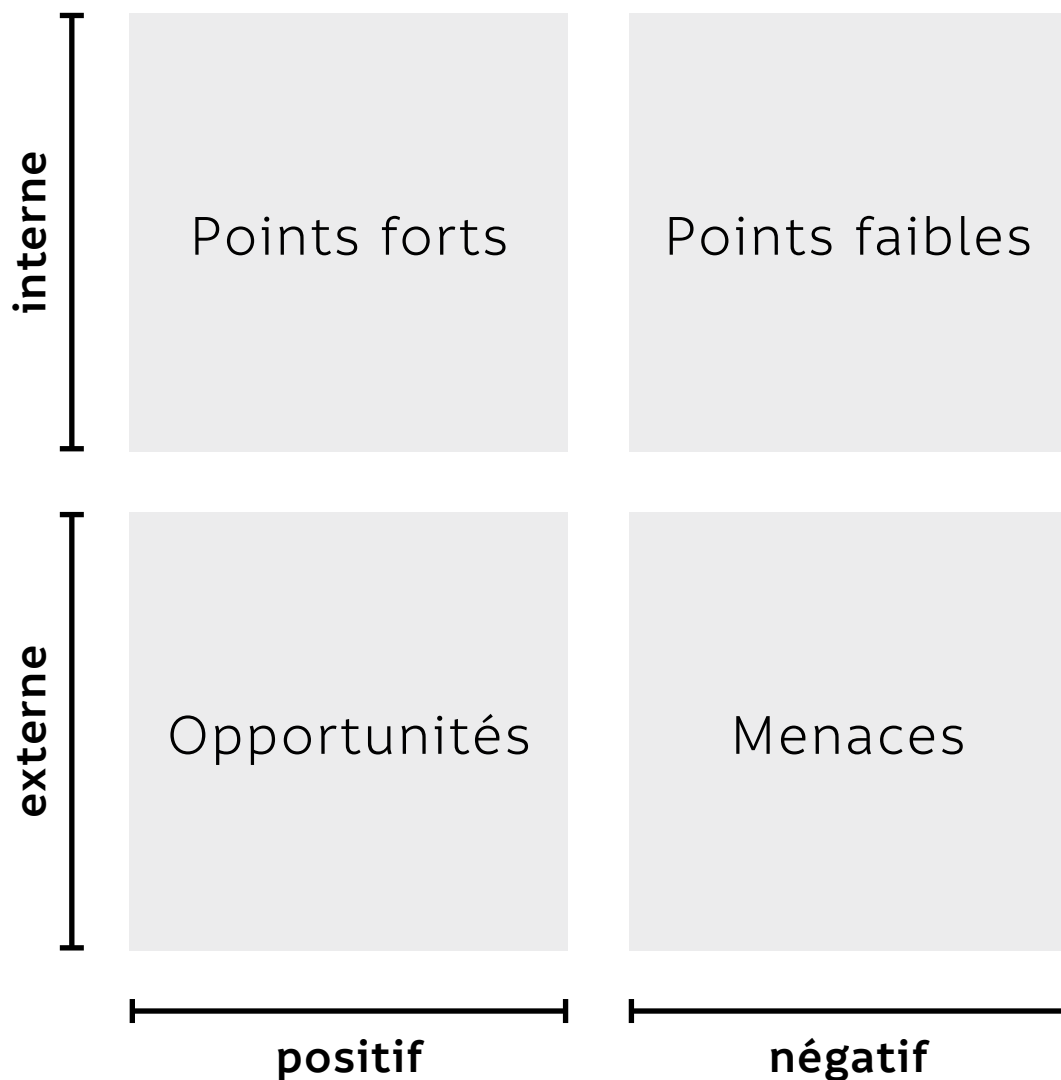 interne
Points forts
Points faibles
externe
Opportunités
Menaces
positif
négatif